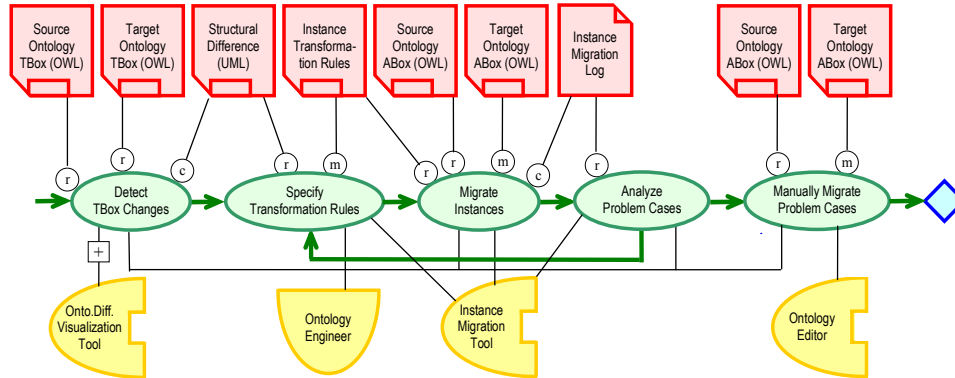 Source
Ontology
TBox (OWL)
Target
Ontology
TBox (OWL)
Structural
Difference
(UML)
Instance
Transforma-
tion Rules
Source
Ontology
ABox (OWL)
Target
Ontology
ABox (OWL)
Instance
Migration
Log
Source
Ontology
ABox (OWL)
Target
Ontology
ABox (OWL)
r
r
c
r
m
r
r
m
c
r
r
m
Detect
TBox Changes
Specify
Transformation Rules
Migrate
Instances
Analyze
Problem Cases
Manually Migrate
Problem Cases
+
Onto.Diff.
Visualization
Tool
Ontology
Engineer
Instance
Migration
Tool
Ontology
Editor